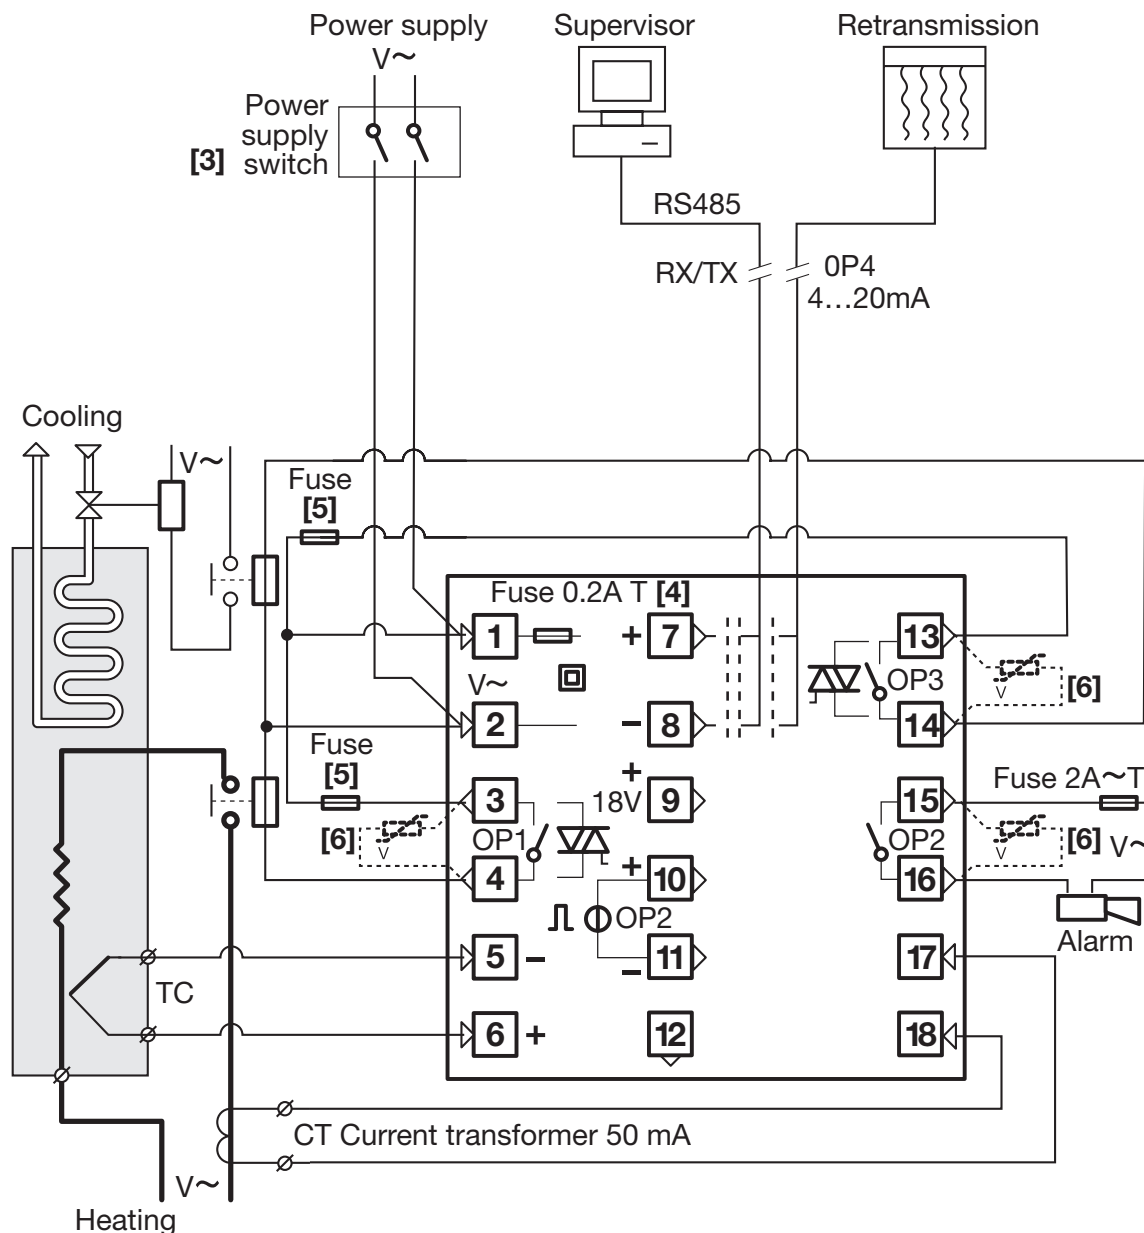 Power supply
V~
Supervisor
Retransmission
Power
supply
[3] switch
RS485
RX/TX
0P4
4...20mA
Cooling
V~
Fuse
[5]
Fuse 0.2A T [4]
1
+ 7
13
V~
OP3
[6]
2
- 8
14
V
Fuse
[5]
+
Fuse 2A~T
3
18V 9
15
[6]
V
OP1
OP2
V
[6] V~
4
+ 10
16
OP2
Alarm
5 -
- 11
17
TC
6 +
12
18
CT Current transformer 50 mA
V~
Heating